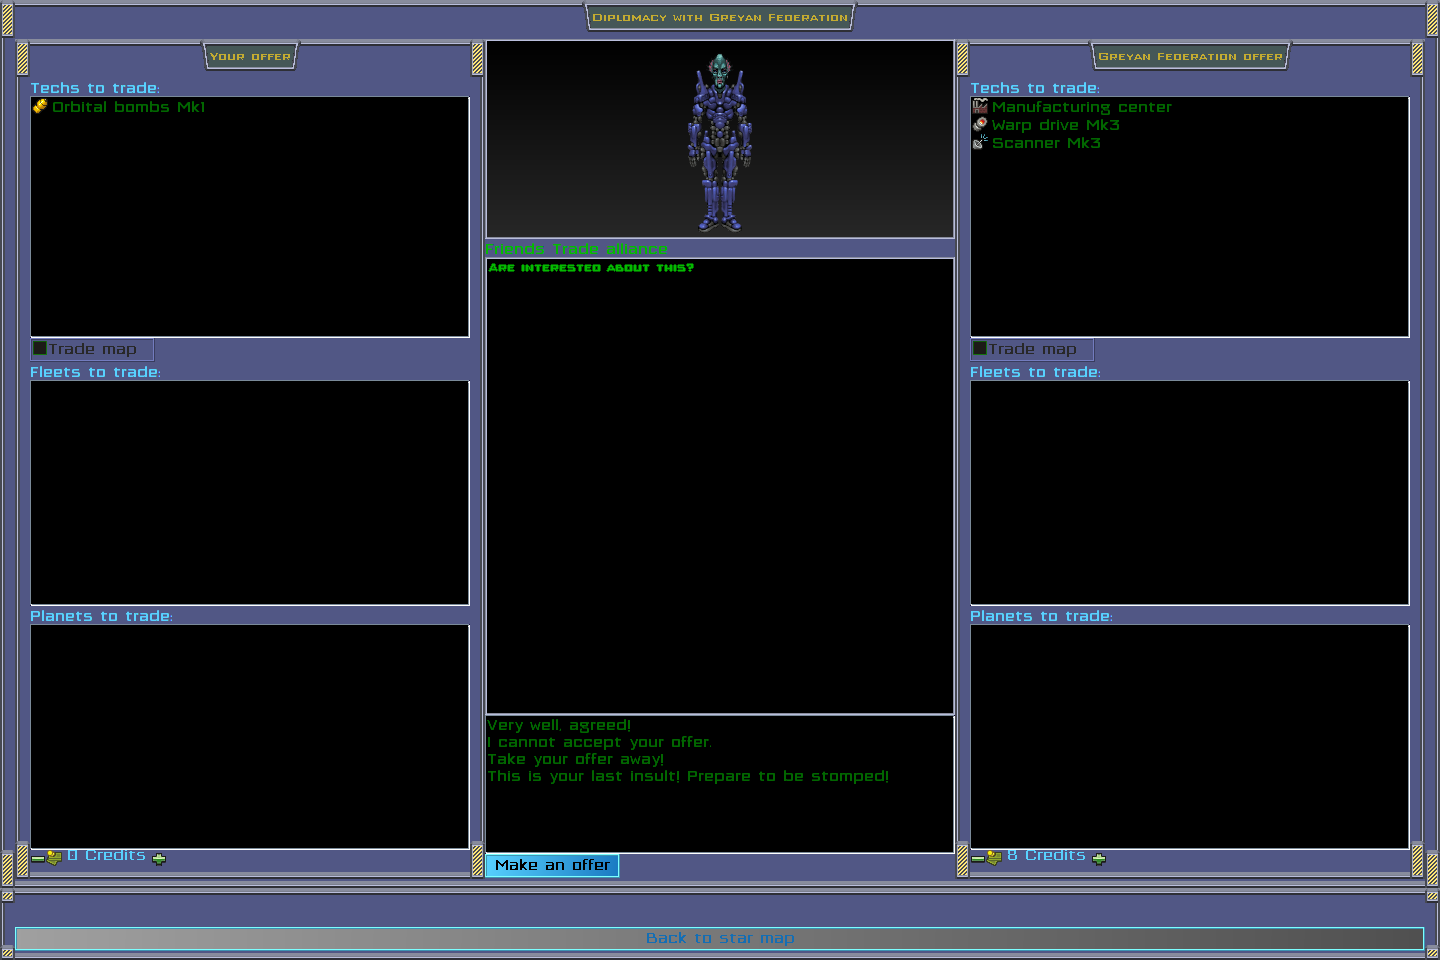 Diplomacy with Greyan Federation
Your offer
Techs to trade:
Orbital bombs Mk1
Trade map
Fleets to trade:
Planets to trade:
0 Credits
Friends Trade alliance
Are interested about this?
Very well, agreed!
I cannot accept your offer.
Take your offer away!
This is your last insult! Prepare to be stomped!
Make an offer
Greyan Federation offer
Techs to trade:
Manufacturing center
Warp drive Mk3
Scanner Mk3
Trade map
Fleets to trade:
Planets to trade:
8 Credits
Back to star map